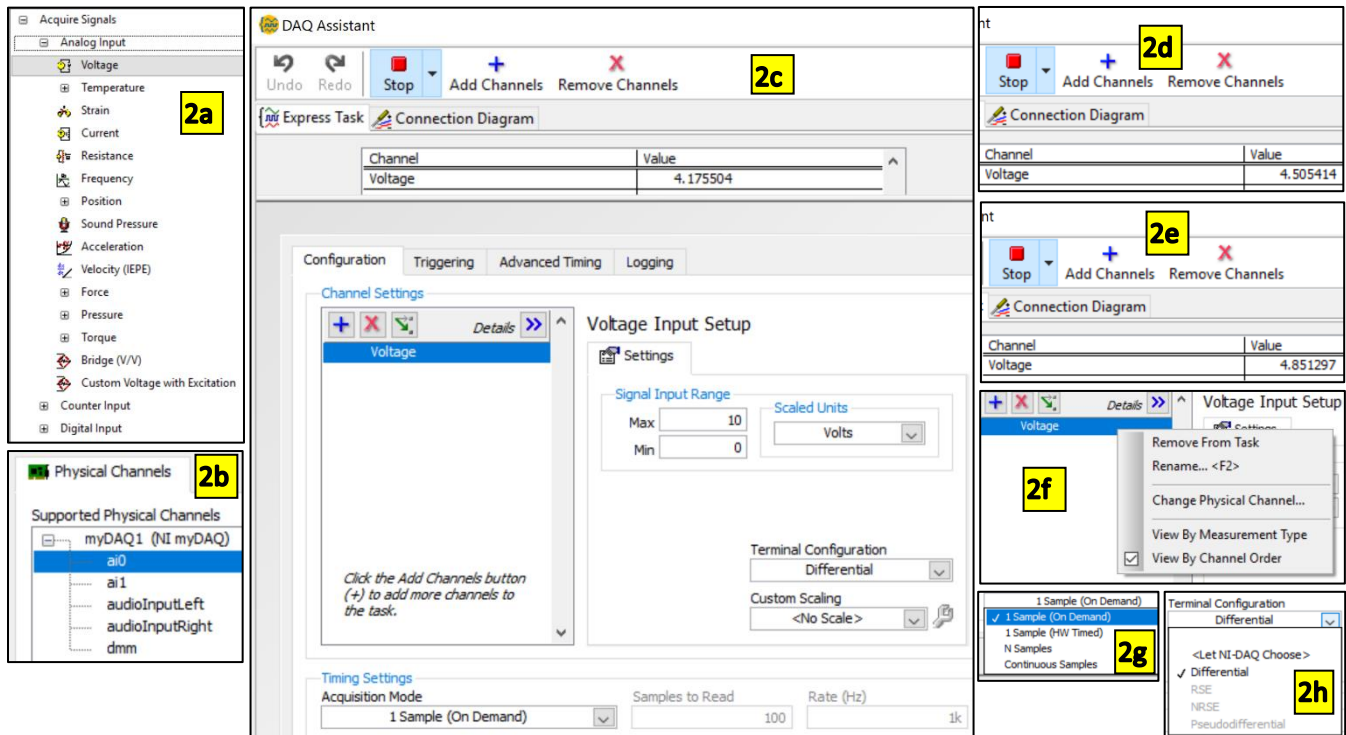 Acquire Signals
Analog Input
Voltage
Temperature
Strain
Current
Resistance
Frequency
Position
Sound Pressure
Acceleration
Velocity (IEPE)
Force
Pressure
Torque
Bridge (V/V)
Custom Voltage with Excitation
Counter Input
Digital Input
2a
Physical Channels
2b
Supported Physical Channels
myDAQ1 (NI myDAQ)
ai0
ai1
audioInputLeft
audioInputRight
dmm
DAQ Assistant
Undo Redo Stop Add Channels Remove Channels
2c
Express Task Connection Diagram
Channel Value
Voltage 4.175504
Configuration Triggering Advanced Timing Logging
Channel Settings
Details
Voltage
Click the Add Channels button
(+) to add more channels to
the task.
Voltage Input Setup
Settings
Signal Input Range
Max 10
Min 0
Scaled Units
Volts
Terminal Configuration
Differential
Custom Scaling
<No Scale>
Timing Settings
Acquisition Mode Samples to Read Rate (Hz)
1 Sample (On Demand) 100 1k
nt
2d
Stop Add Channels Remove Channels
Connection Diagram
Channel Value
Voltage 4.505414
nt
2e
Stop Add Channels Remove Channels
Connection Diagram
Channel Value
Voltage 4.851297
Details Voltage Input Setup
Voltage Settings
2f
Remove From Task
Rename... <F2>
Change Physical Channel...
View By Measurement Type
View By Channel Order
1 Sample (On Demand)
1 Sample (On Demand)
1 Sample (HW Timed)
N Samples
Continuous Samples
2g
Terminal Configuration
Differential
<Let NI-DAQ Choose>
Differential
RSE
NRSE
Pseudodifferential
2h